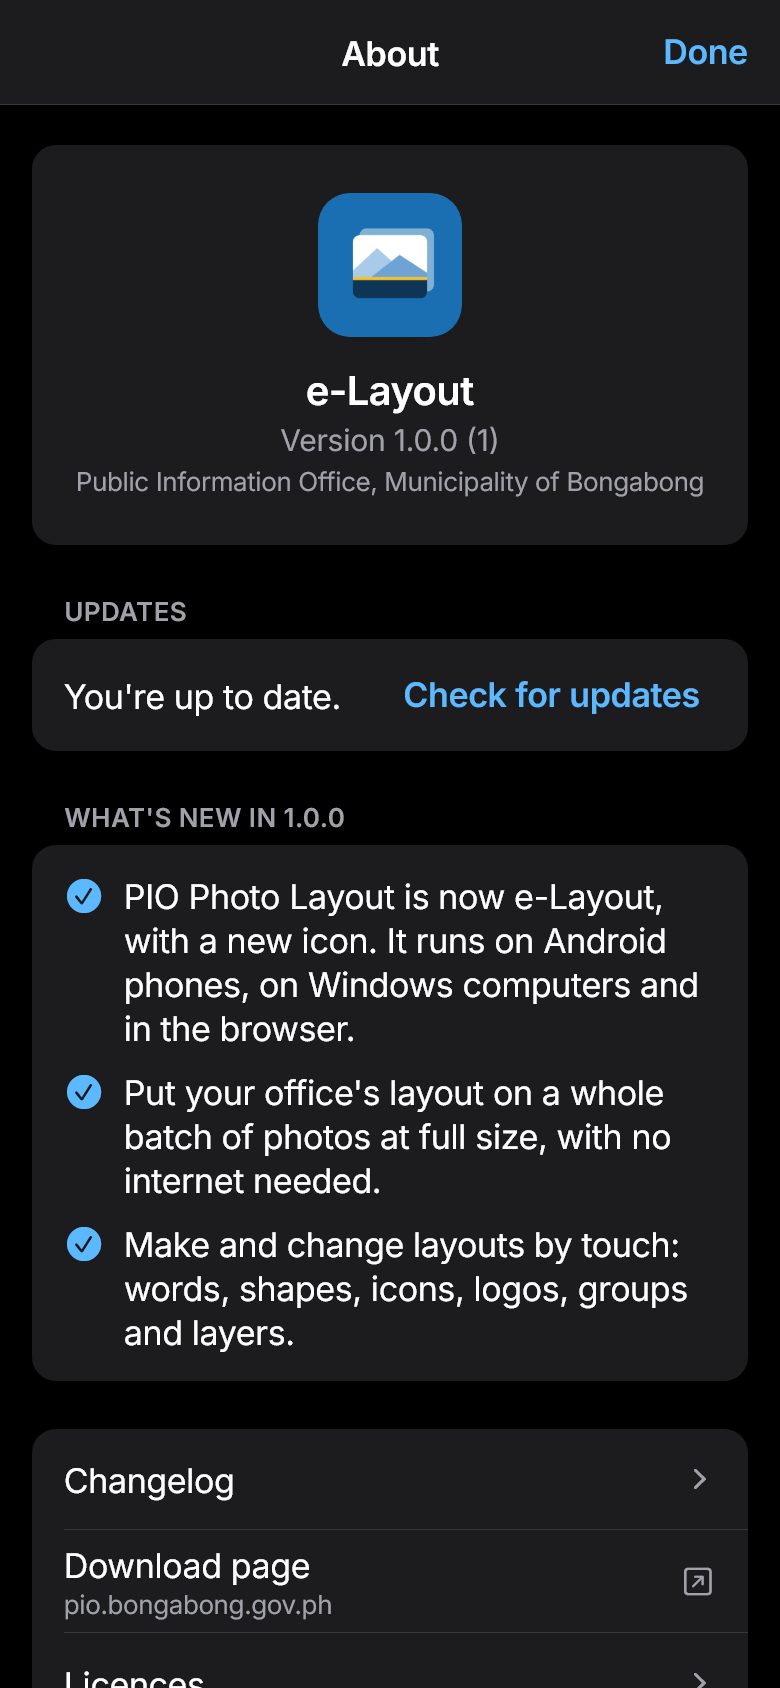 About
Done
e-Layout
Version 1.0.0 (1)
Public Information Office, Municipality of Bongabong
UPDATES
You're up to date.
Check for updates
WHAT'S NEW IN 1.0.0
PIO Photo Layout is now e-Layout,
with a new icon. It runs on Android
phones, on Windows computers and
in the browser.
Put your office's layout on a whole
batch of photos at full size, with no
internet needed.
Make and change layouts by touch:
words, shapes, icons, logos, groups
and layers.
Changelog
Download page
pio.bongabong.gov.ph
Licences